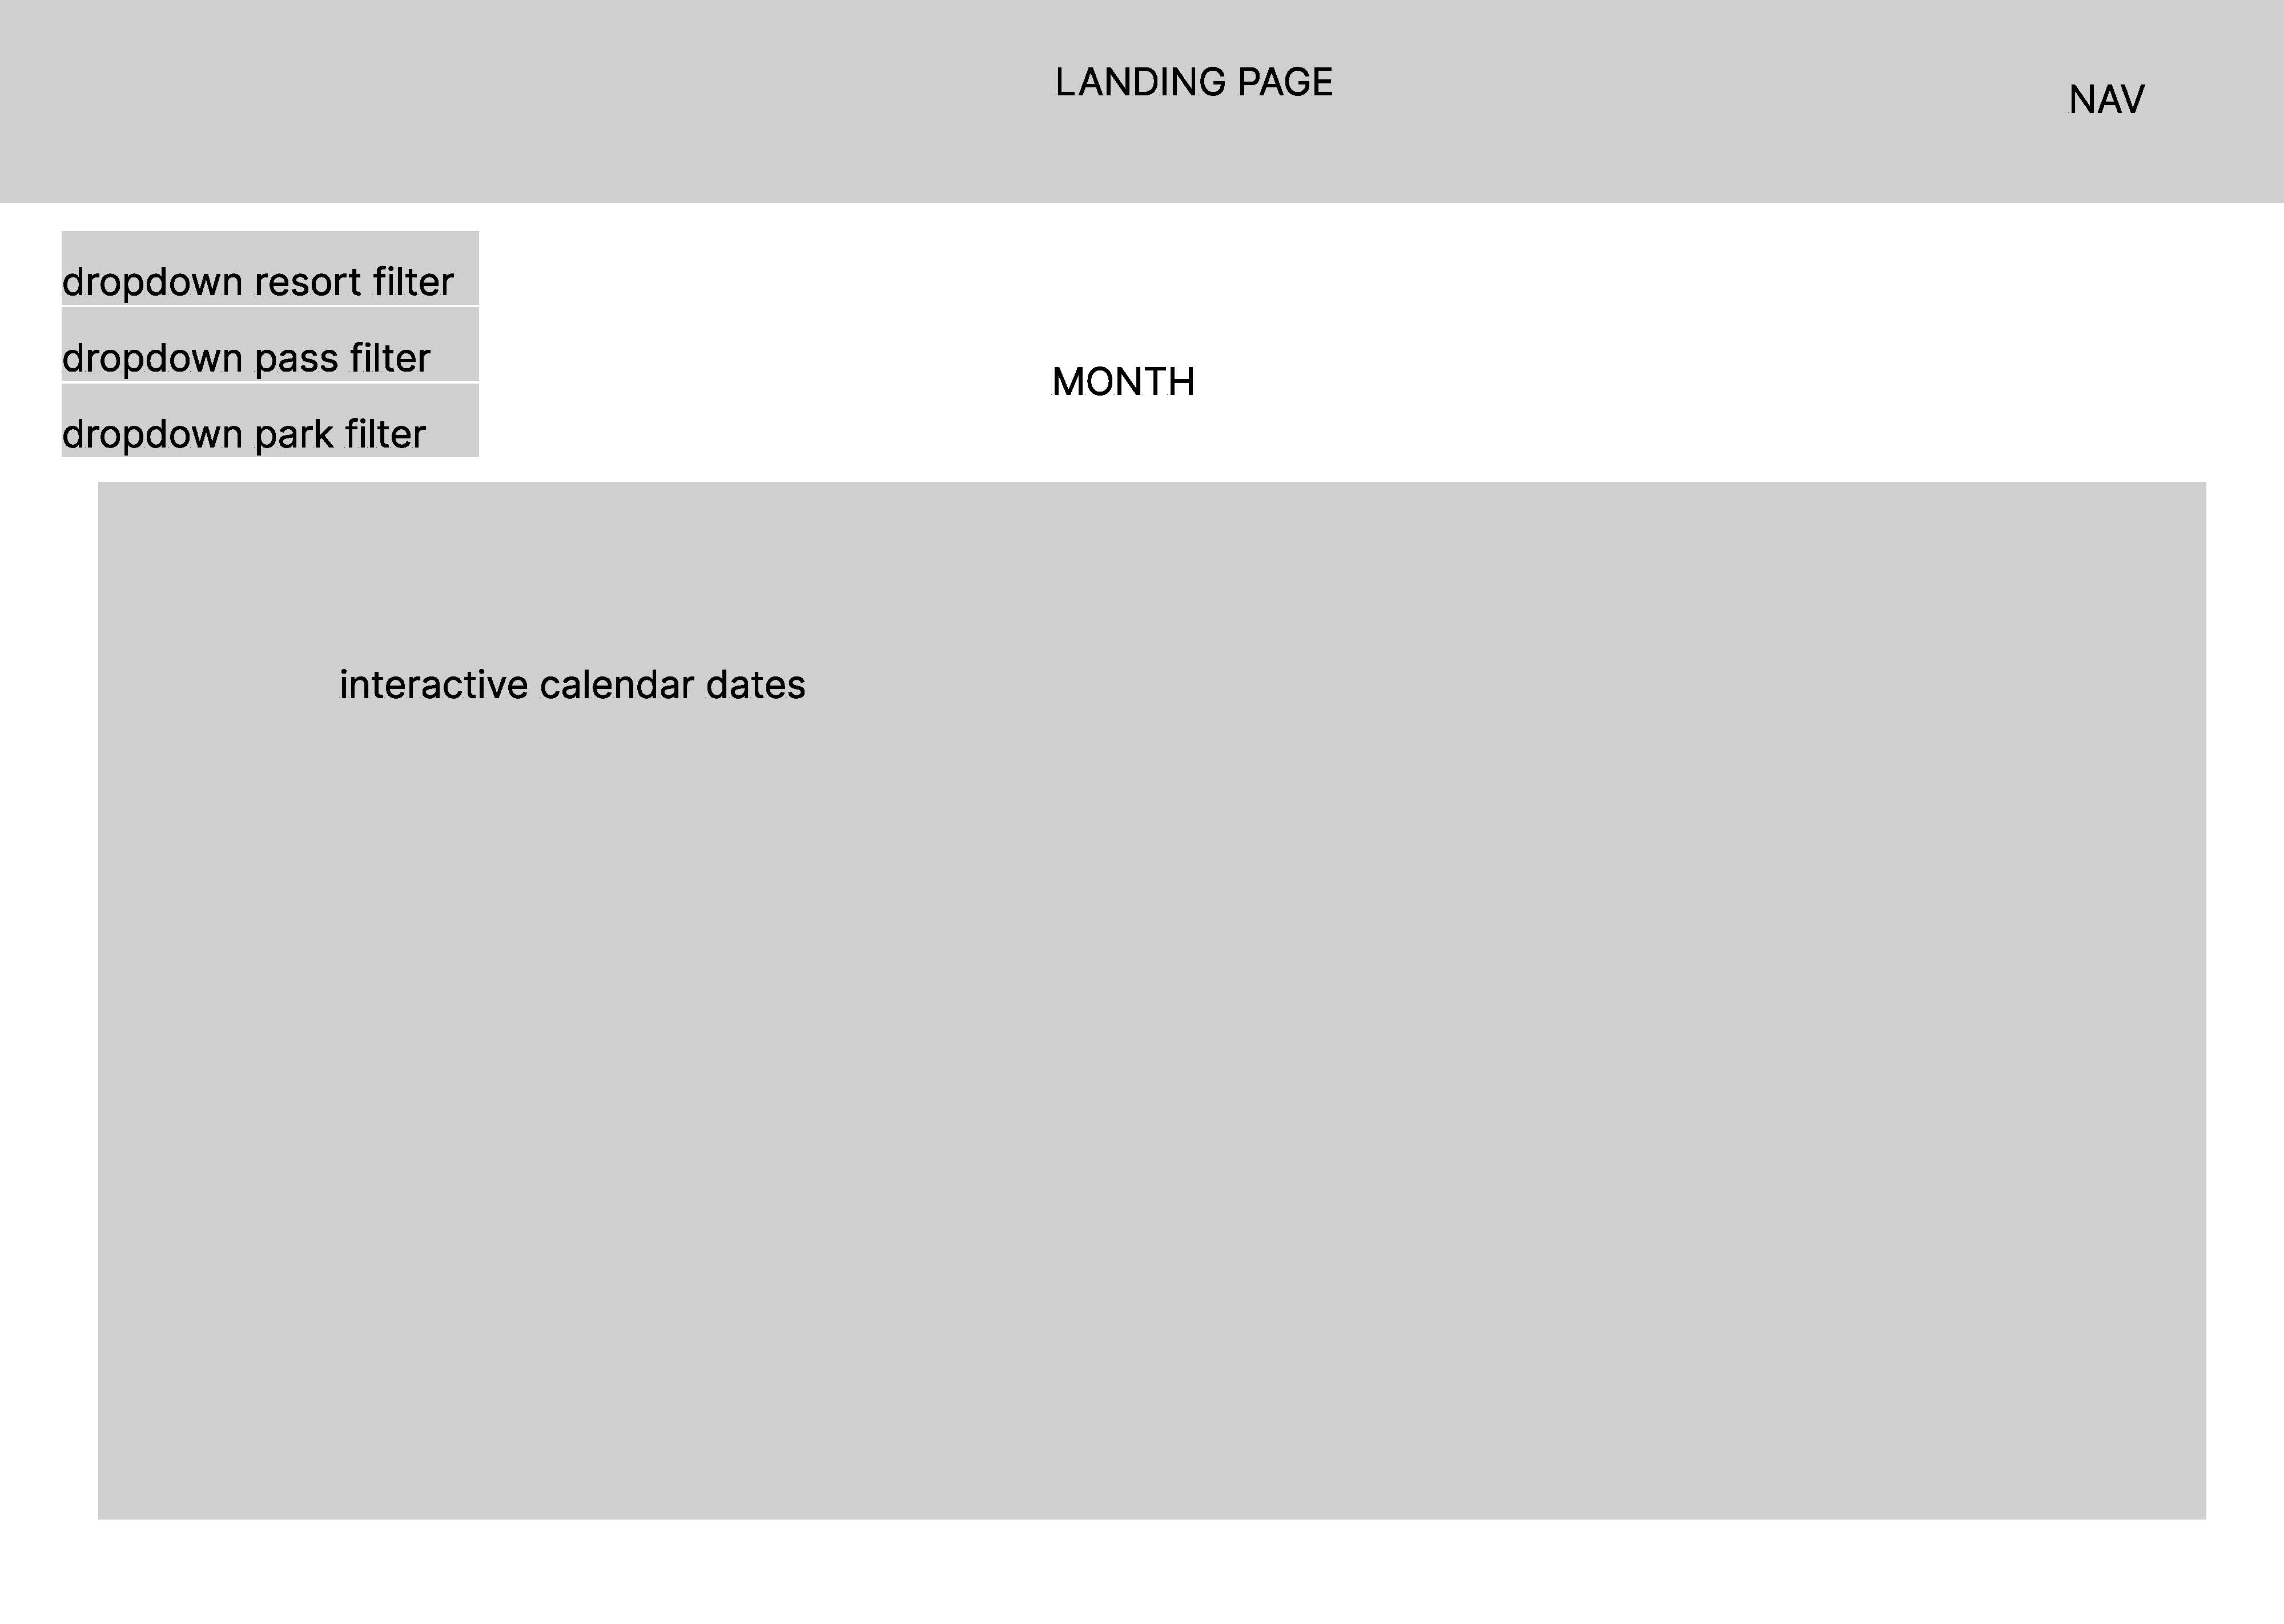 LANDING PAGE
NAV
dropdown resort filter
dropdown pass filter
MONTH
dropdown park filter
interactive calendar dates